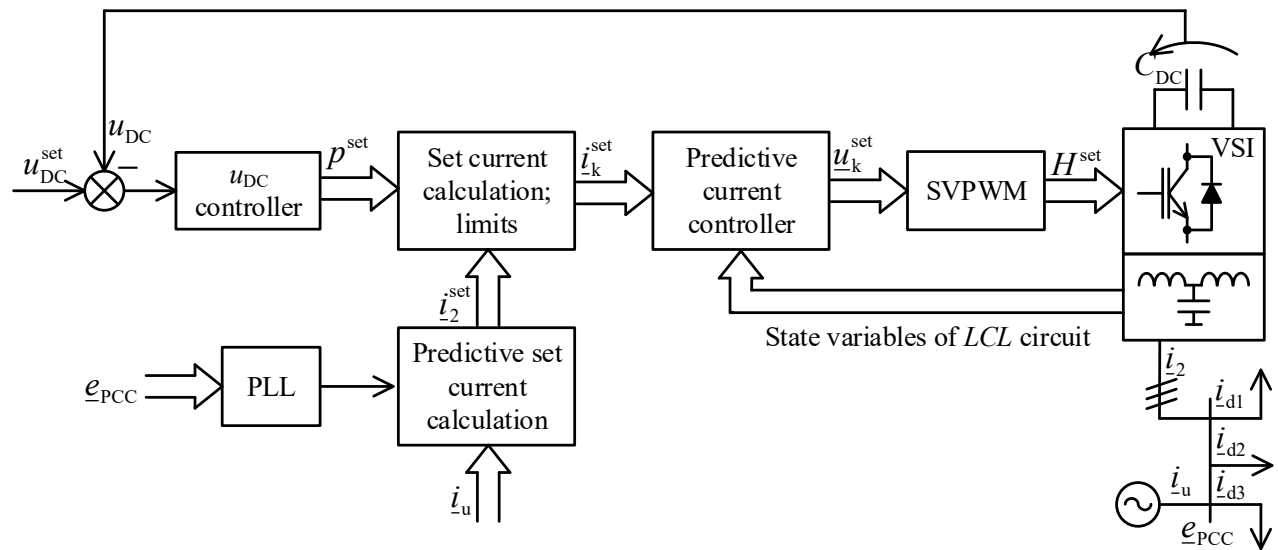 C_DC
u_DC
u_DC^set
−
u_DC
controller
p^set
Set current
calculation;
limits
i_k^set
Predictive
current
controller
u_k^set
SVPWM
H^set
VSI
i_2^set
State variables of LCL circuit
e_PCC
PLL
Predictive set
current
calculation
i_u
i_2
i_d1
i_d2
i_u
i_d3
e_PCC